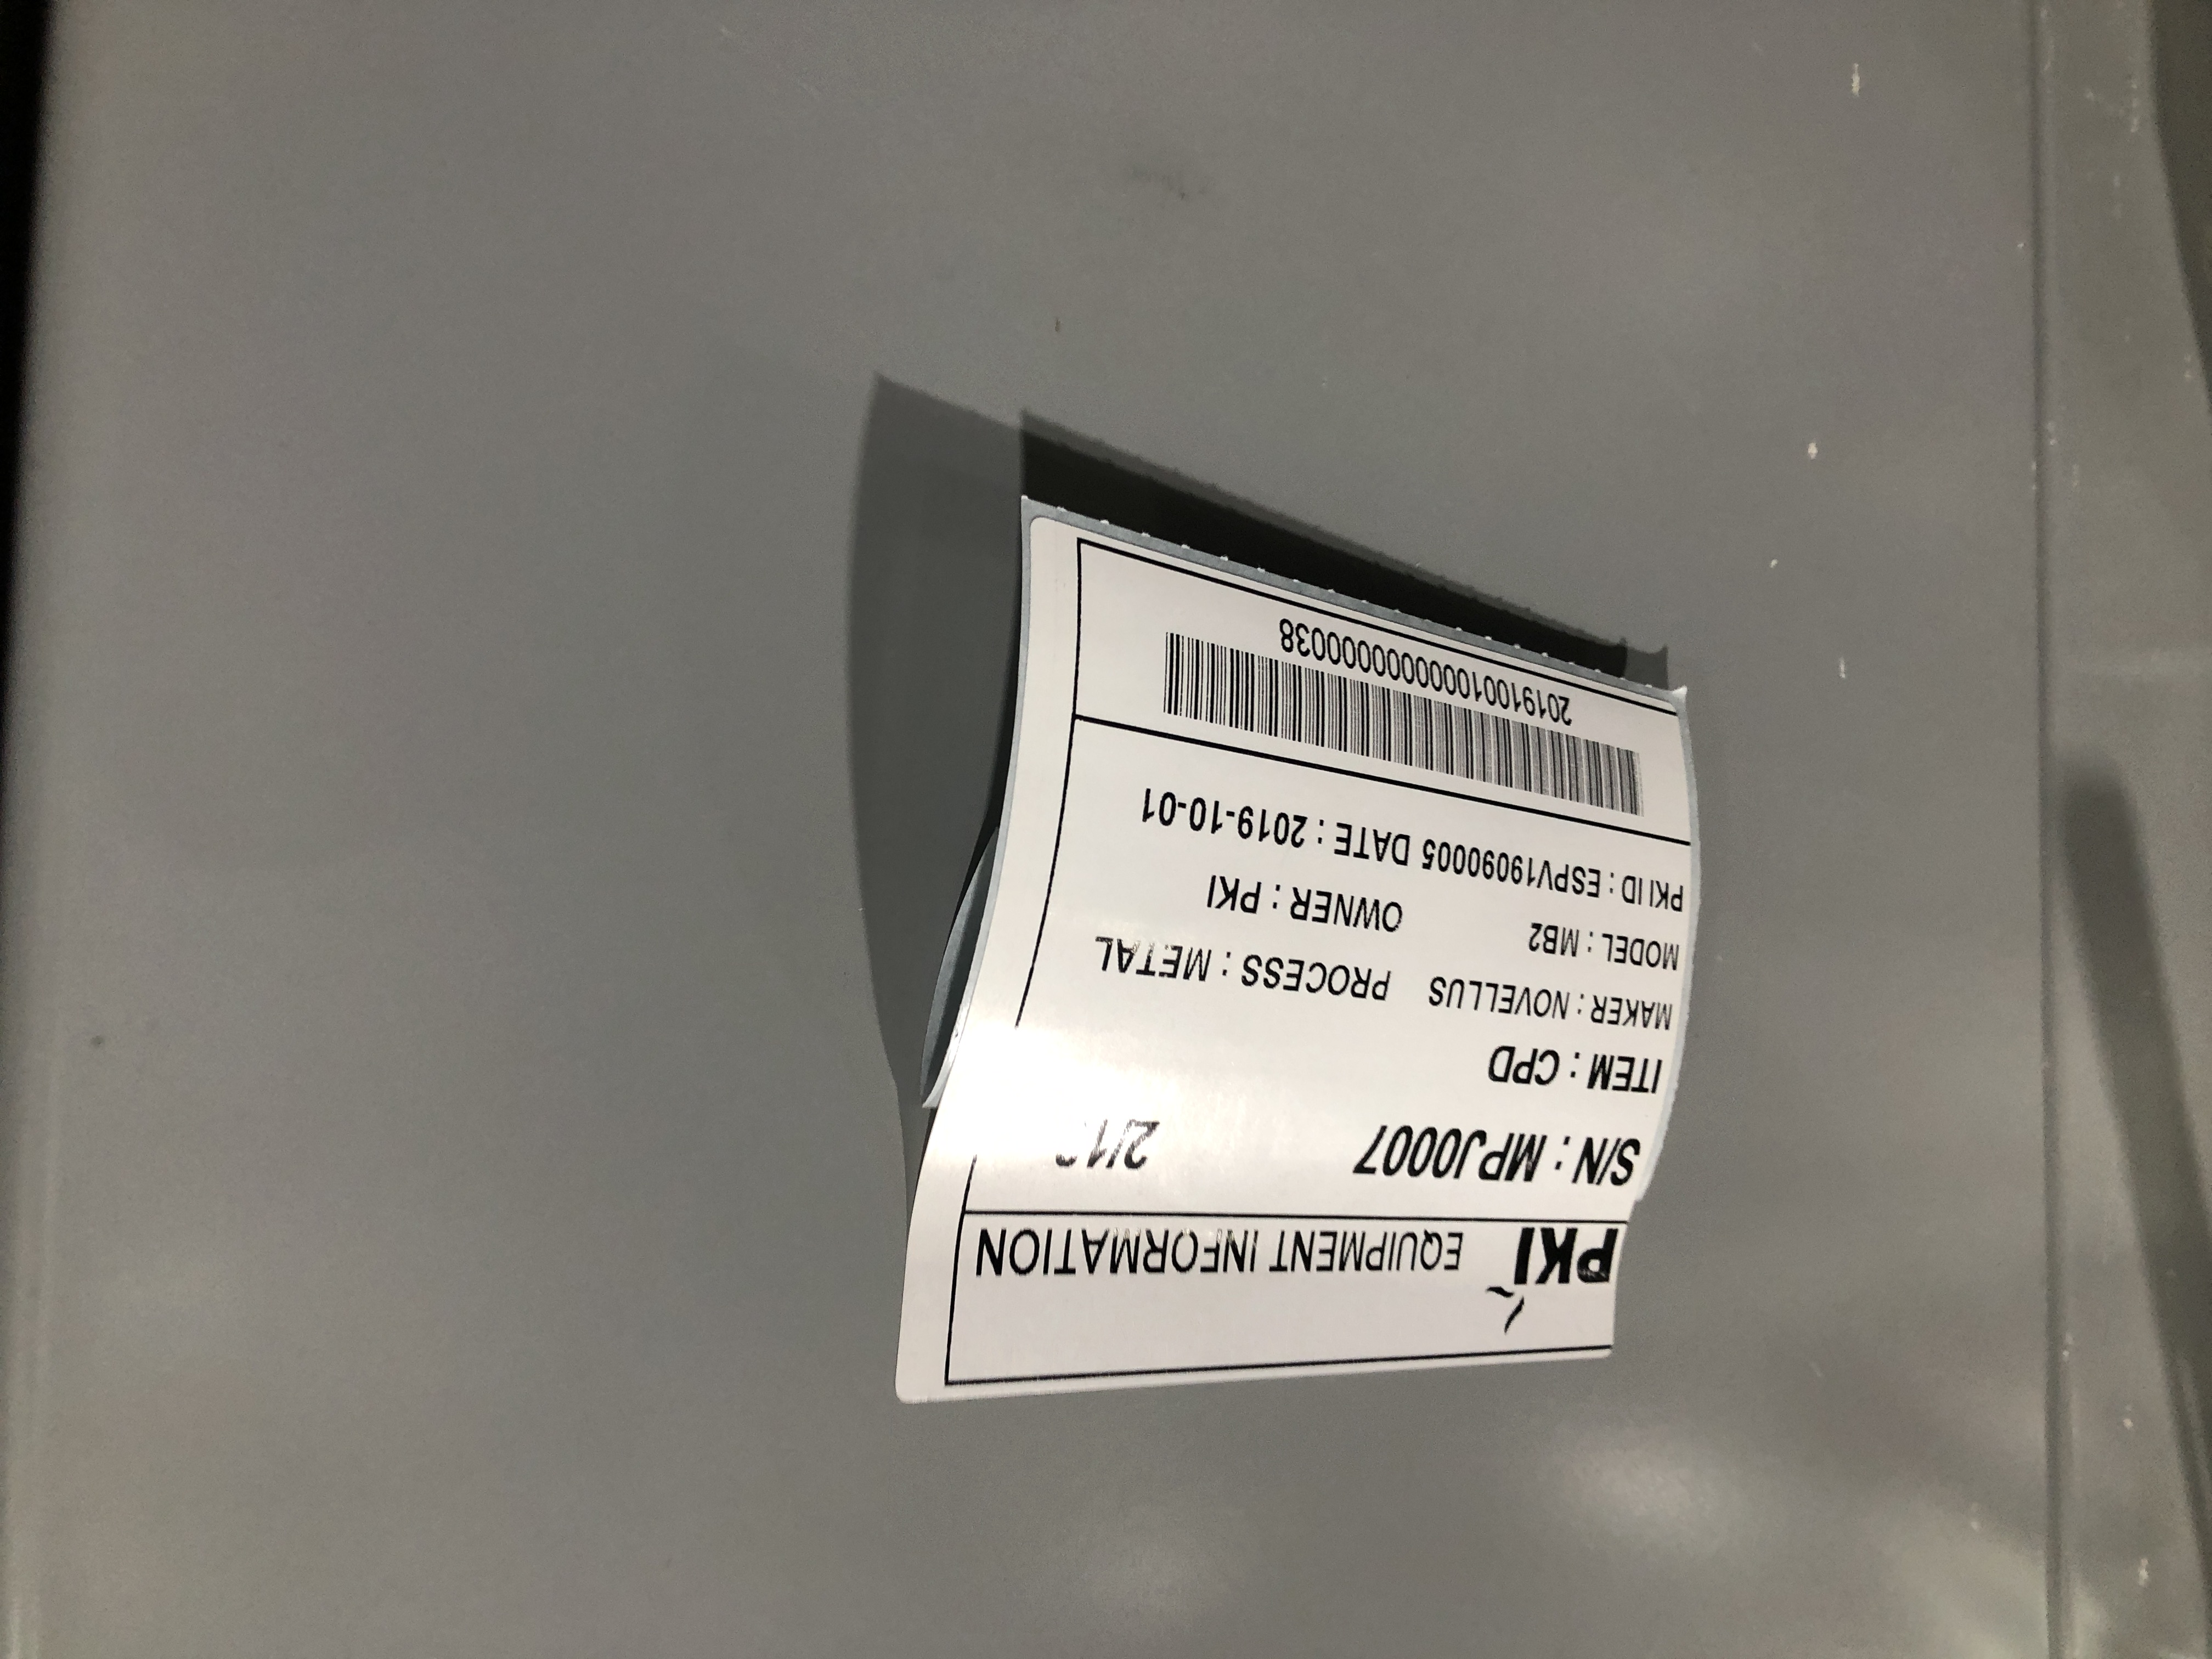 PKI EQUIPMENT INFORMATION
S/N : MPJ0007
ITEM : CPD
MAKER : NOVELLUS PROCESS : METAL
MODEL : MB2 OWNER : PKI
PKI ID : ESPV19090005 DATE : 2019-10-01